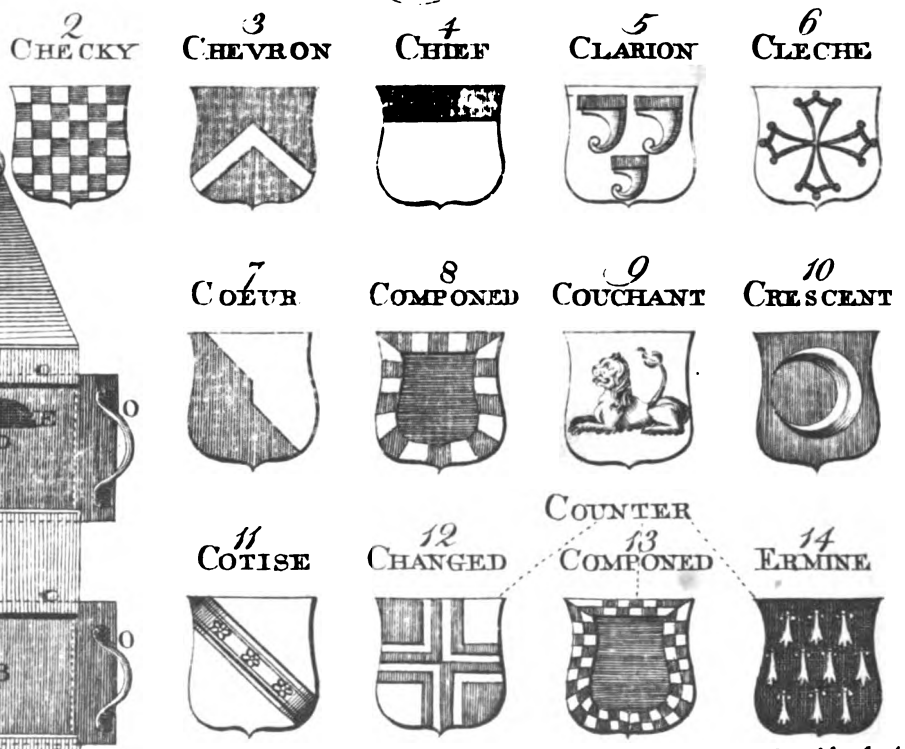 2 3 4 5 6
CHECKY CHEVRON CHIEF CLARION CLECHE
7 8 9 10
COEUR COMPONED COUCHANT CRESCENT
O
E
COUNTER
11 12 13 14
COTISE CHANGED COMPONED ERMINE
O